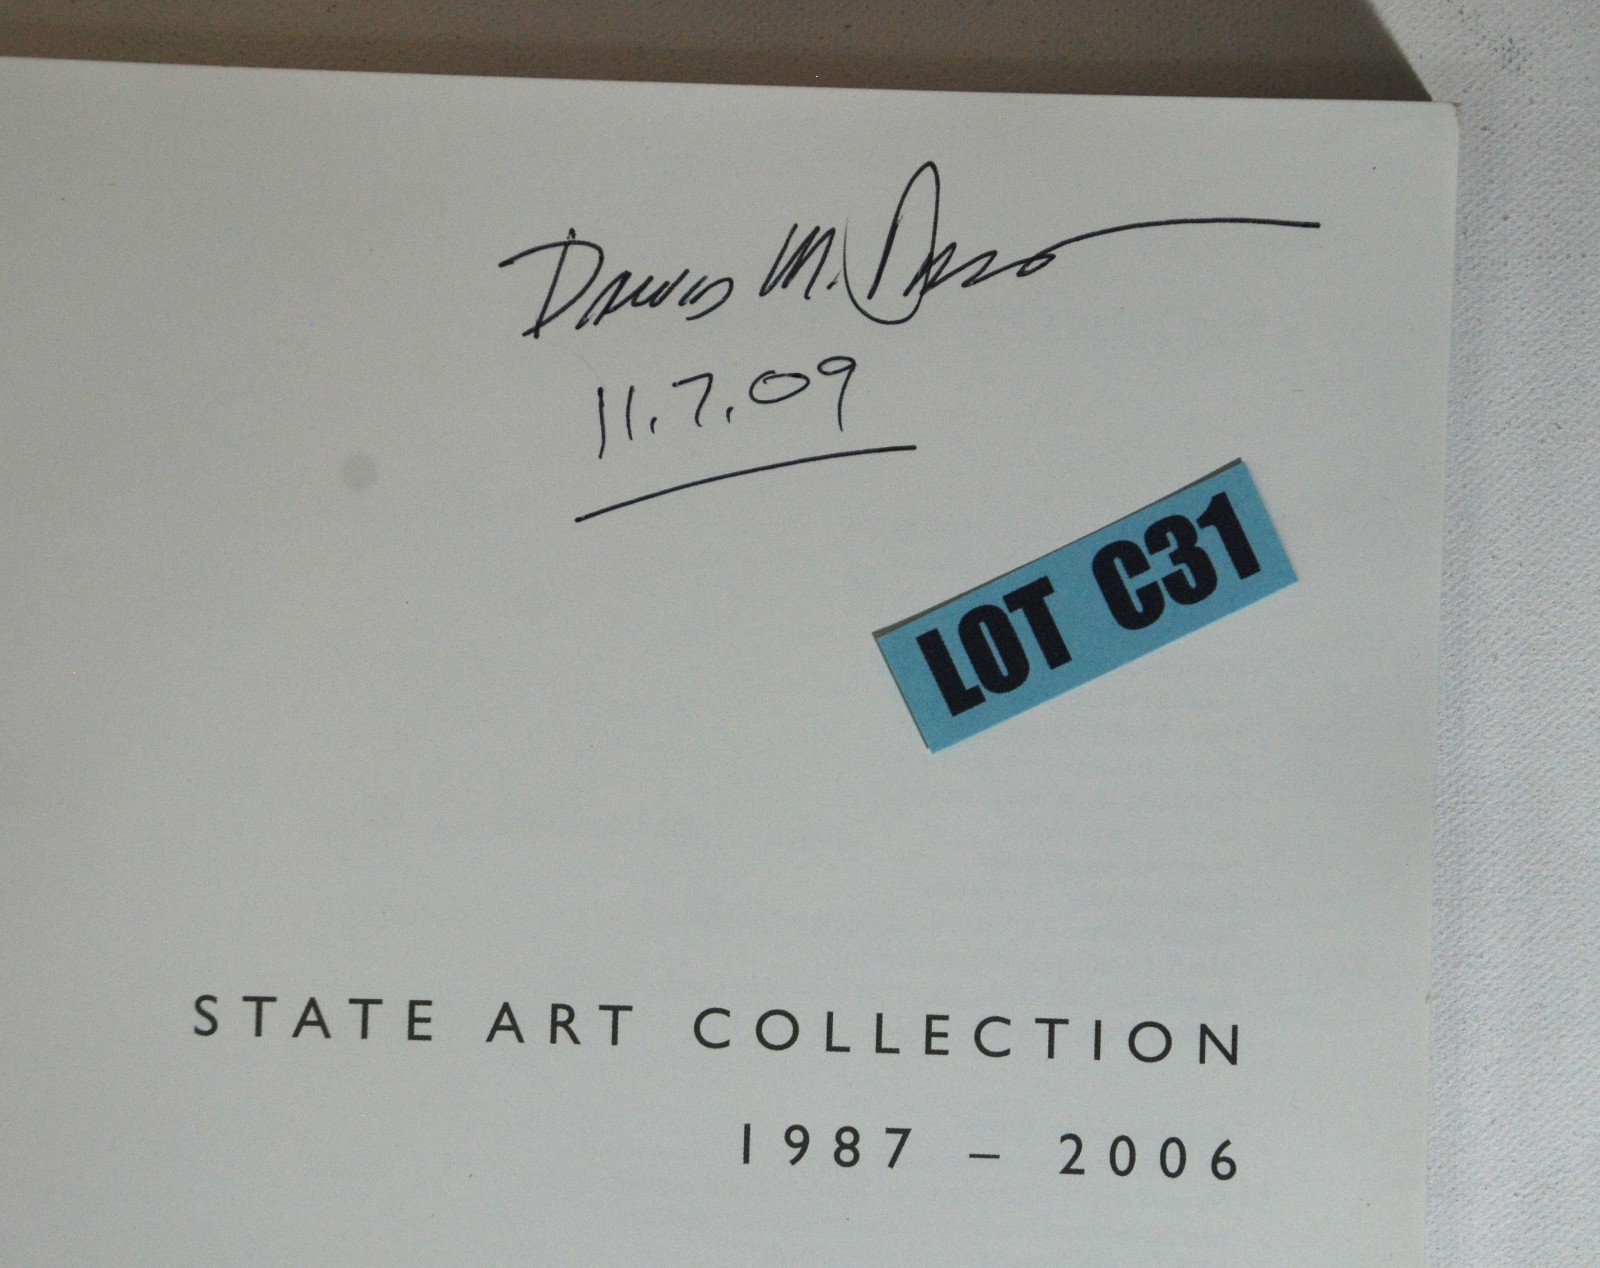 M.
11.7.09
LOT C31
STATE ART COLLECTION
1987 – 2006